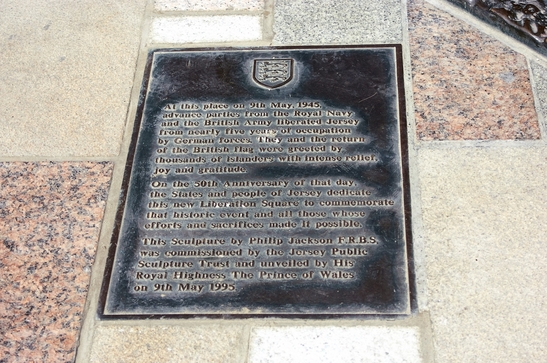 At this place on 9th May, 1945,
advance parties from the Royal Navy
and the British Army liberated Jersey
from nearly five years of occupation
by German forces. They and the return
of the British flag were greeted by
thousands of Islanders with intense relief,
joy and gratitude.
On the 50th Anniversary of that day,
the States and people of Jersey dedicate
this new Liberation Square to commemorate
that historic event and all those whose
efforts and sacrifices made it possible.
This Sculpture by Philip Jackson F.R.B.S.
was commissioned by the Jersey Public
Sculpture Trust and unveiled by His
Royal Highness The Prince of Wales
on 9th May 1995